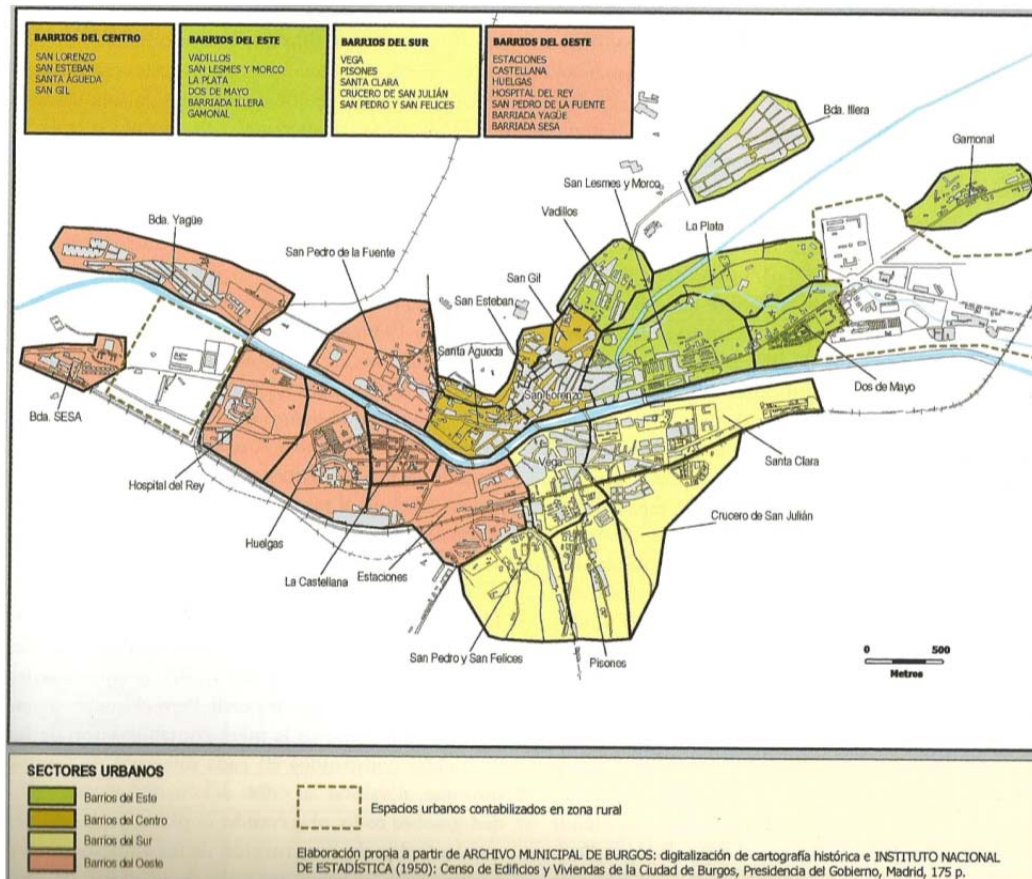 BARRIOS DEL CENTRO
SAN LORENZO
SAN ESTEBAN
SANTA ÁGUEDA
SAN GIL
BARRIOS DEL ESTE
VADILLOS
SAN LESMES Y MORCO
LA PLATA
DOS DE MAYO
BARRIADA ILLERA
GAMONAL
BARRIOS DEL SUR
VEGA
PISONES
SANTA CLARA
CRUCERO DE SAN JULIÁN
SAN PEDRO Y SAN FELICES
BARRIOS DEL OESTE
ESTACIONES
CASTELLANA
HUELGAS
HOSPITAL DEL REY
SAN PEDRO DE LA FUENTE
BARRIADA YAGÜE
BARRIADA SESA
Bda. Illera
Gamonal
San Lesmes y Morco
Vadillos
La Plata
Bda. Yagüe
San Pedro de la Fuente
San Gil
San Esteban
Santa Águeda
San Lorenzo
Dos de Mayo
Bda. SESA
Vega
Santa Clara
Hospital del Rey
Crucero de San Julián
Huelgas
La Castellana
Estaciones
San Pedro y San Felices
Pisonos
0 500
Metros
SECTORES URBANOS
Barrios del Este
Barrios del Centro
Barrios del Sur
Barrios del Oeste
Espacios urbanos contabilizados en zona rural
Elaboración propia a partir de ARCHIVO MUNICIPAL DE BURGOS: digitalización de cartografía histórica e INSTITUTO NACIONAL
DE ESTADÍSTICA (1950): Censo de Edificios y Viviendas de la Ciudad de Burgos, Presidencia del Gobierno, Madrid, 175 p.